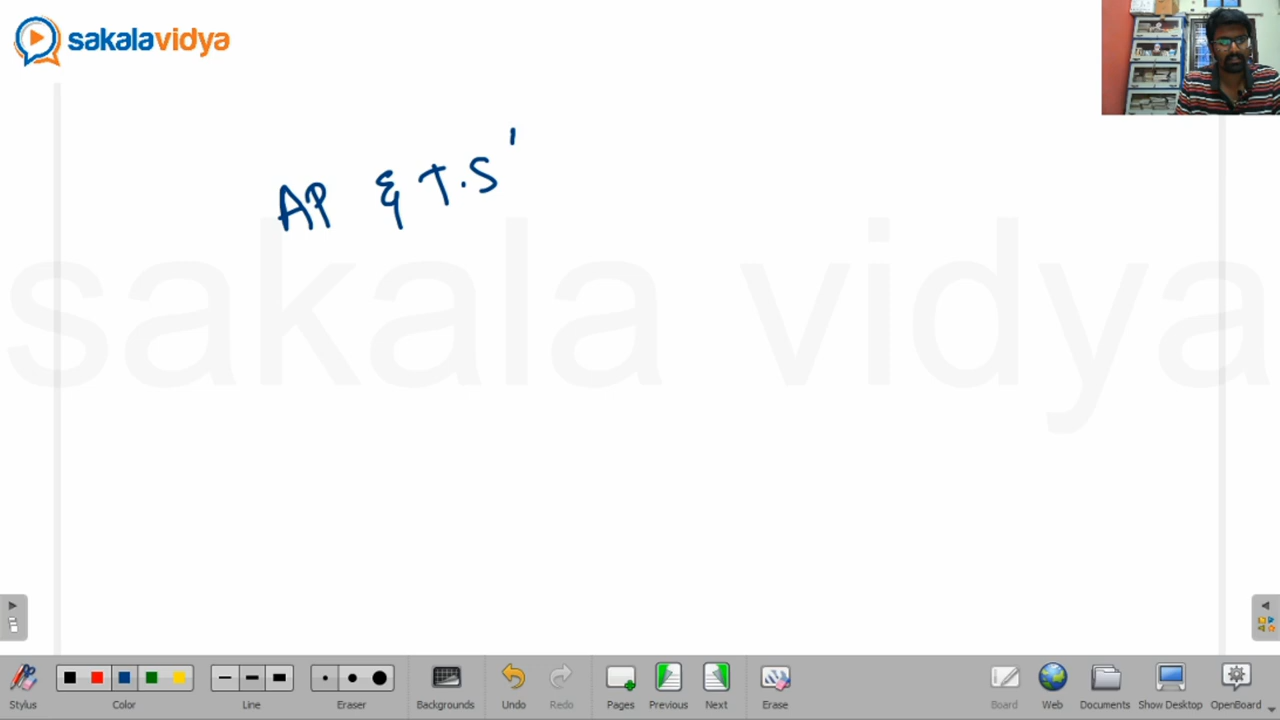 sakalavidya
AP & T.S'
sakala vidya
Stylus
Color
Line
Eraser
Backgrounds
Undo
Redo
Pages
Previous
Next
Erase
Board
Web
Documents
Show Desktop
OpenBoard